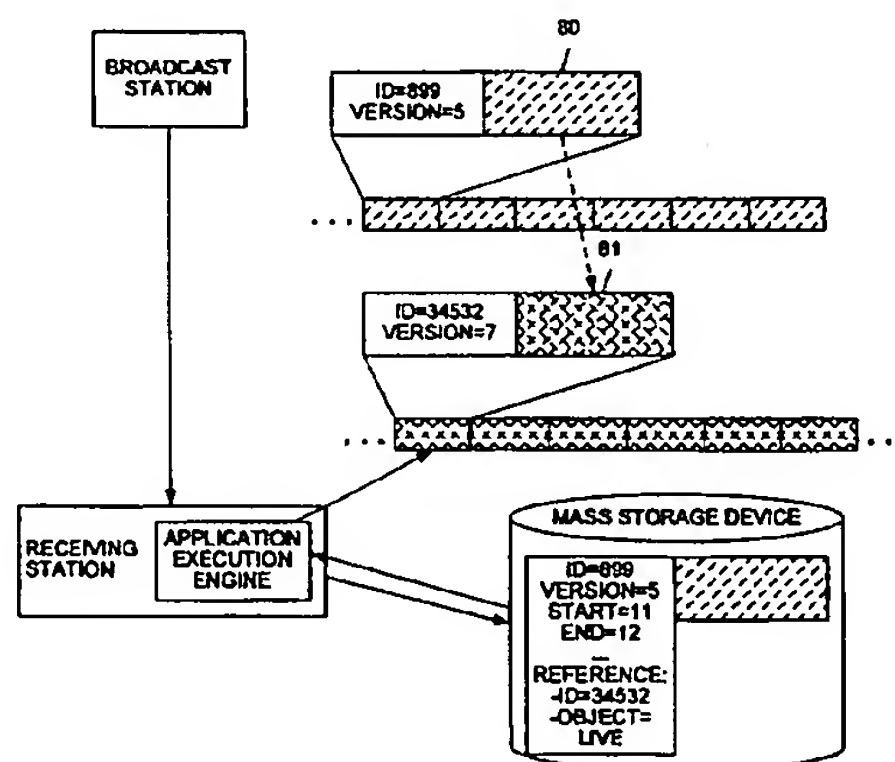 80
BROADCAST
STATION
ID=899
VERSION=5
...
81
ID=34532
VERSION=7
...
...
RECEIVING
STATION
APPLICATION
EXECUTION
ENGINE
MASS STORAGE DEVICE
ID=899
VERSION=5
START=11
END=12
...
REFERENCE:
-ID=34532
-OBJECT=
LIVE